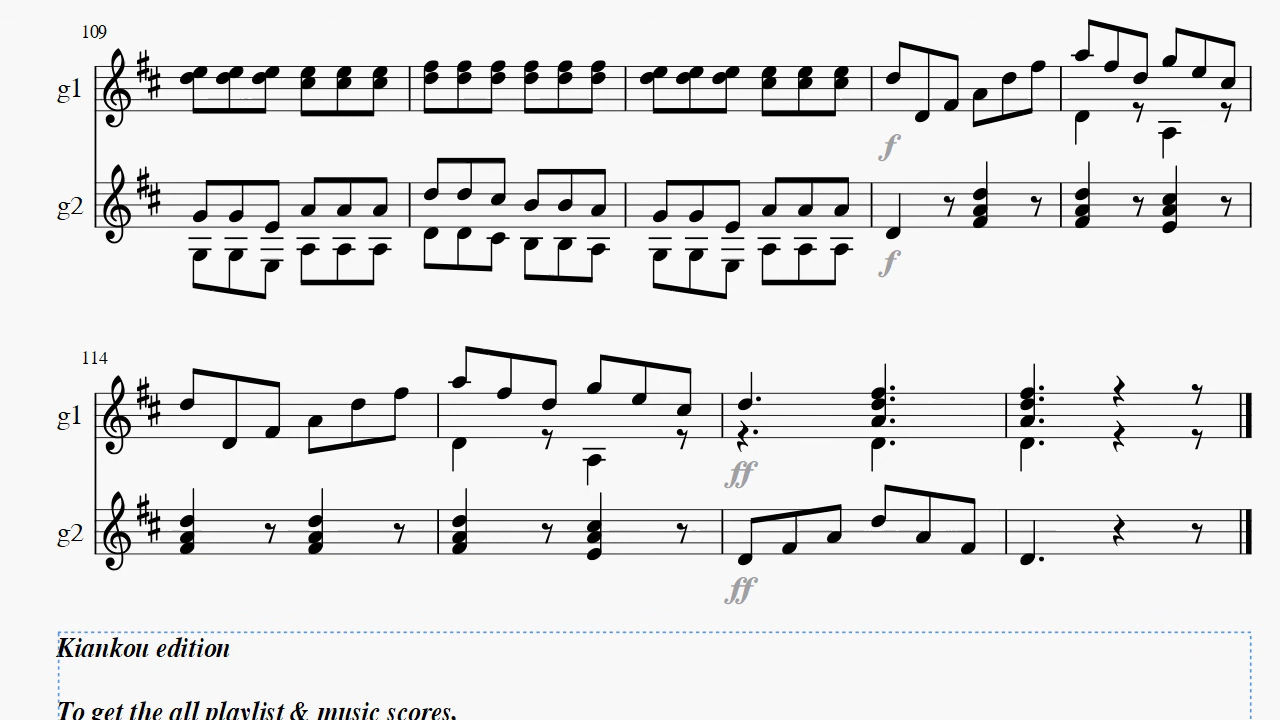 109
g1
f
g2
f
114
g1
ff
g2
ff
Kiankou edition
To get the all playlist & music scores,